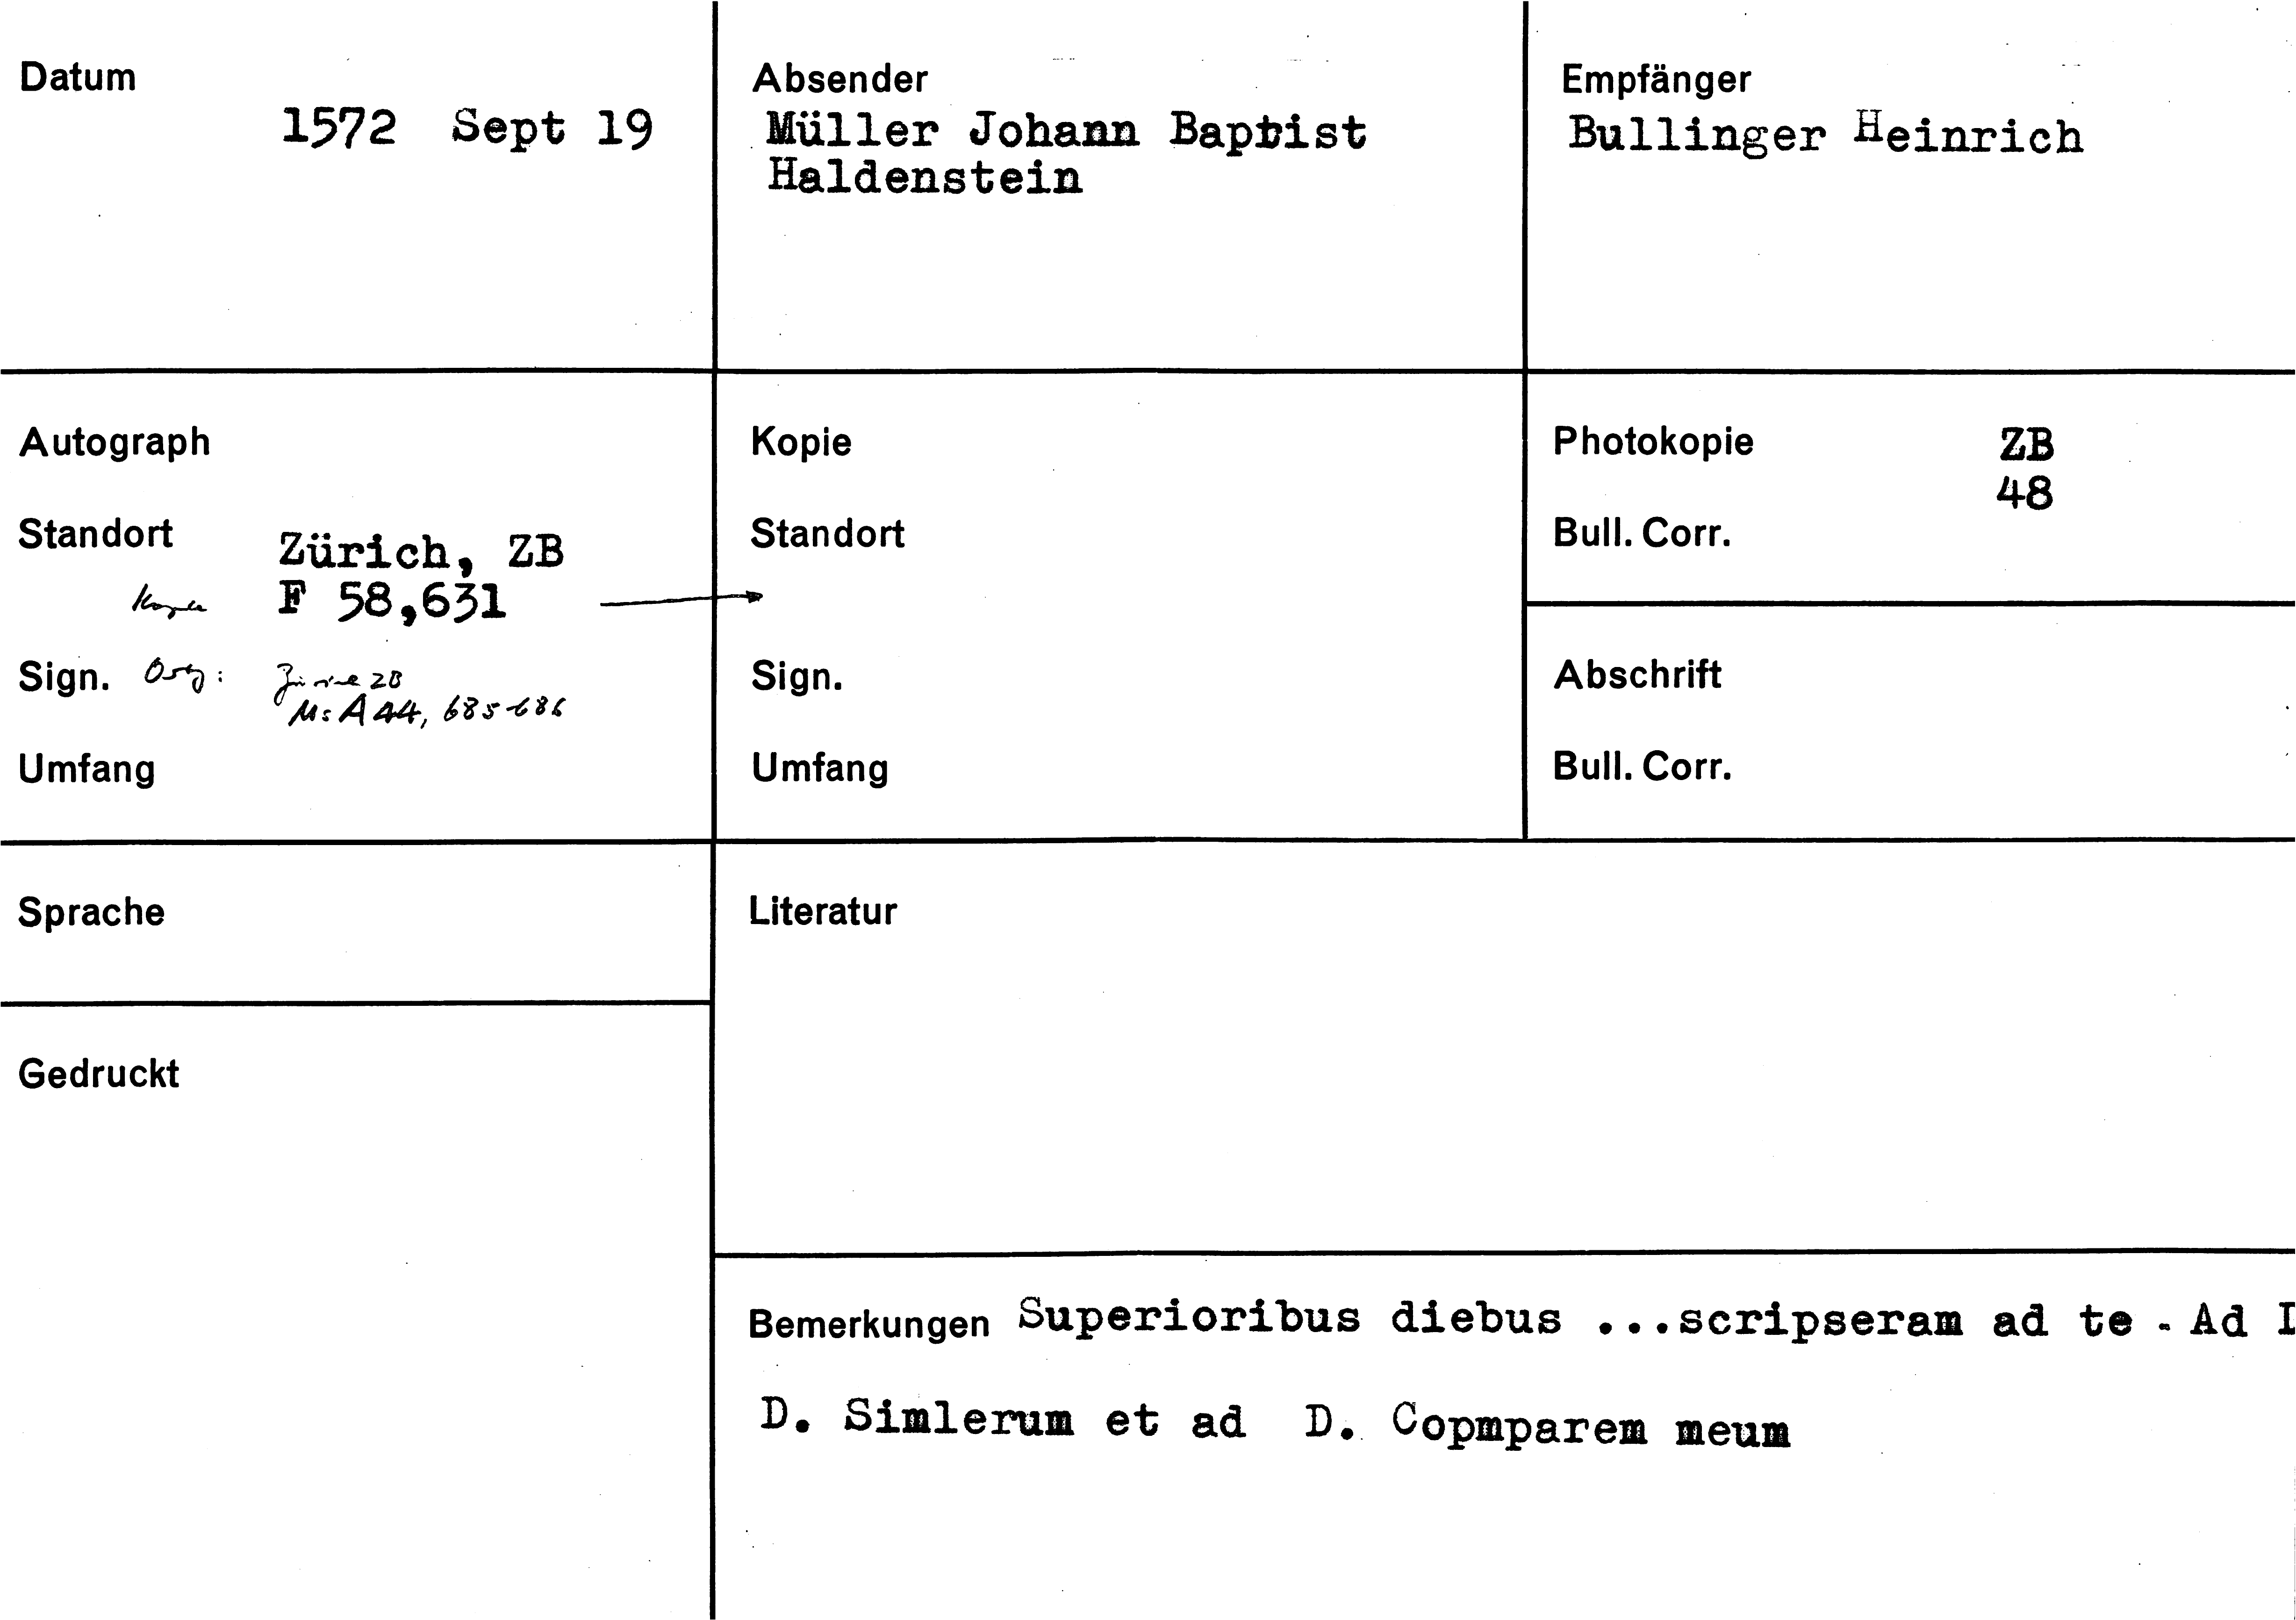 Datum
1572 Sept 19
Absender
Müller Johann Baptist
Haldenstein
Empfänger
Bullinger Heinrich
Autograph
Standort Zürich, ZB
Kopie F 58,631
Sign. Orig: Zürich ZB
Ms A 44, 685-686
Umfang
Kopie
Standort
Sign.
Umfang
Photokopie ZB
48
Bull. Corr.
Abschrift
Bull. Corr.
Sprache
Gedruckt
Literatur
Bemerkungen Superioribus diebus ...scripseram ad te - Ad
D. Simlerum et ad D. Copmparem meum